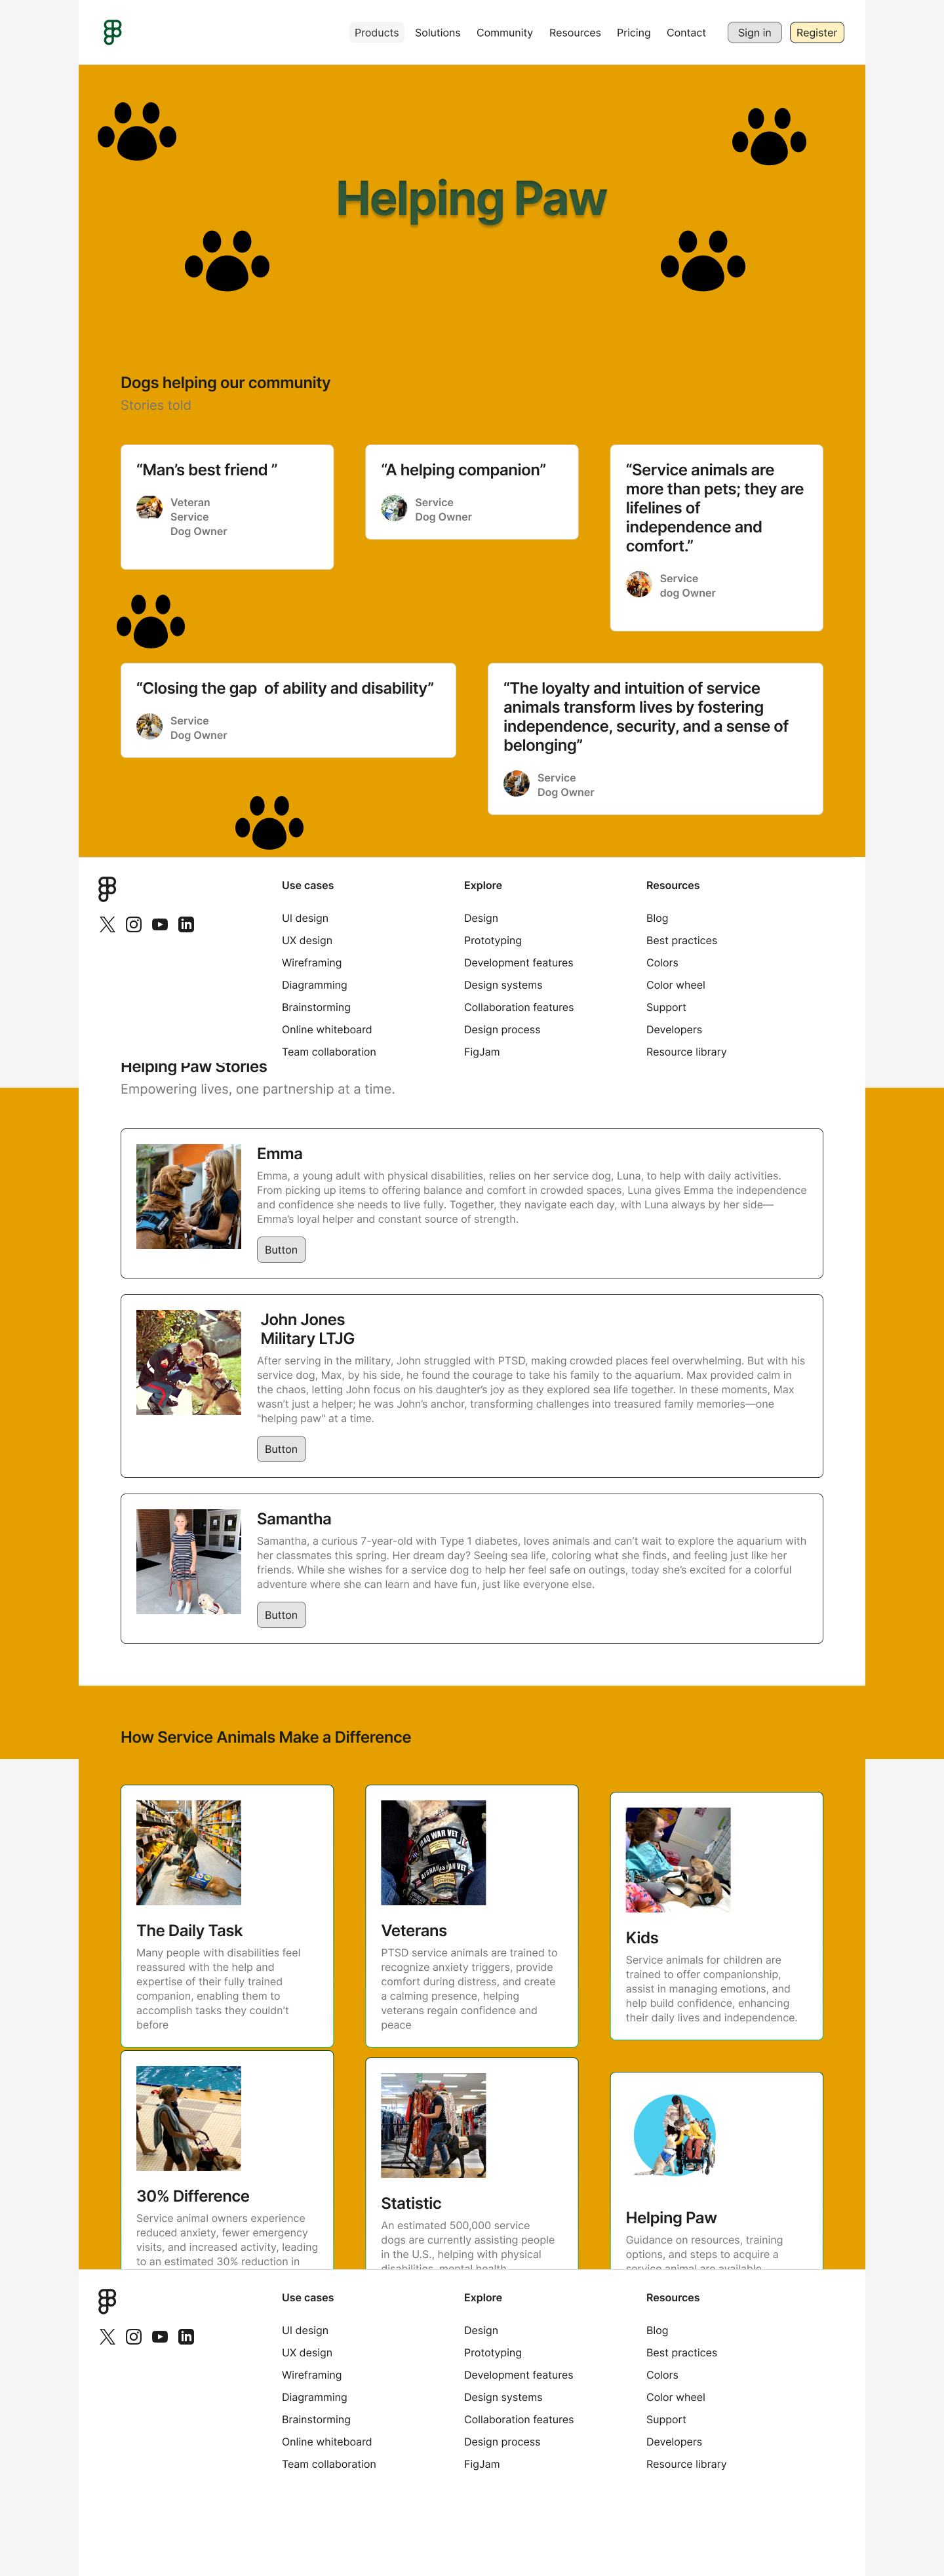 Products Solutions Community Resources Pricing Contact Sign in Register
Helping Paw
Dogs helping our community
Stories told
“Man’s best friend ”
Veteran
Service
Dog Owner
“A helping companion”
Service
Dog Owner
“Service animals are
more than pets; they are
lifelines of
independence and
comfort.”
Service
dog Owner
“Closing the gap  of ability and disability”
Service
Dog Owner
“The loyalty and intuition of service
animals transform lives by fostering
independence, security, and a sense of
belonging”
Service
Dog Owner
Use cases
UI design
UX design
Wireframing
Diagramming
Brainstorming
Online whiteboard
Team collaboration
Explore
Design
Prototyping
Development features
Design systems
Collaboration features
Design process
FigJam
Resources
Blog
Best practices
Colors
Color wheel
Support
Developers
Resource library
Helping Paw Stories
Empowering lives, one partnership at a time.
Emma
Emma, a young adult with physical disabilities, relies on her service dog, Luna, to help with daily activities.
From picking up items to offering balance and comfort in crowded spaces, Luna gives Emma the independence
and confidence she needs to live fully. Together, they navigate each day, with Luna always by her side—
Emma’s loyal helper and constant source of strength.
Button
John Jones
Military LTJG
After serving in the military, John struggled with PTSD, making crowded places feel overwhelming. But with his
service dog, Max, by his side, he found the courage to take his family to the aquarium. Max provided calm in
the chaos, letting John focus on his daughter’s joy as they explored sea life together. In these moments, Max
wasn’t just a helper; he was John’s anchor, transforming challenges into treasured family memories—one
"helping paw" at a time.
Button
Samantha
Samantha, a curious 7-year-old with Type 1 diabetes, loves animals and can’t wait to explore the aquarium with
her classmates this spring. Her dream day? Seeing sea life, coloring what she finds, and feeling just like her
friends. While she wishes for a service dog to help her feel safe on outings, today she’s excited for a colorful
adventure where she can learn and have fun, just like everyone else.
Button
How Service Animals Make a Difference
The Daily Task
Many people with disabilities feel
reassured with the help and
expertise of their fully trained
companion, enabling them to
accomplish tasks they couldn't
before
IRAQ WAR VET
AFGHANISTAN VET
Veterans
PTSD service animals are trained to
recognize anxiety triggers, provide
comfort during distress, and create
a calming presence, helping
veterans regain confidence and
peace
Kids
Service animals for children are
trained to offer companionship,
assist in managing emotions, and
help build confidence, enhancing
their daily lives and independence.
30% Difference
Service animal owners experience
reduced anxiety, fewer emergency
visits, and increased activity, leading
to an estimated 30% reduction in
Statistic
An estimated 500,000 service
dogs are currently assisting people
in the U.S., helping with physical
disabilities, mental health
Helping Paw
Guidance on resources, training
options, and steps to acquire a
service animal are available
Use cases
UI design
UX design
Wireframing
Diagramming
Brainstorming
Online whiteboard
Team collaboration
Explore
Design
Prototyping
Development features
Design systems
Collaboration features
Design process
FigJam
Resources
Blog
Best practices
Colors
Color wheel
Support
Developers
Resource library